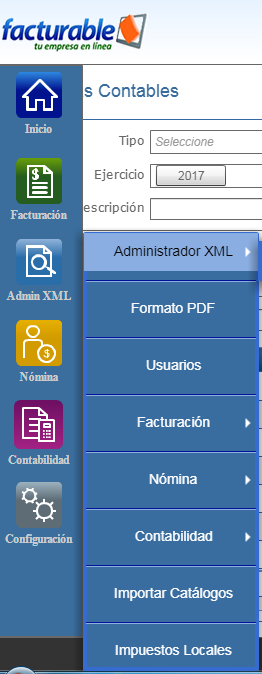 facturable
tu empresa en línea
s Contables
Inicio
Tipo
Seleccione
Ejercicio
2017
Facturación
escripción
Admin XML
Nómina
Contabilidad
Configuración
Administrador XML
Formato PDF
Usuarios
Facturación
Nómina
Contabilidad
Importar Catálogos
Impuestos Locales